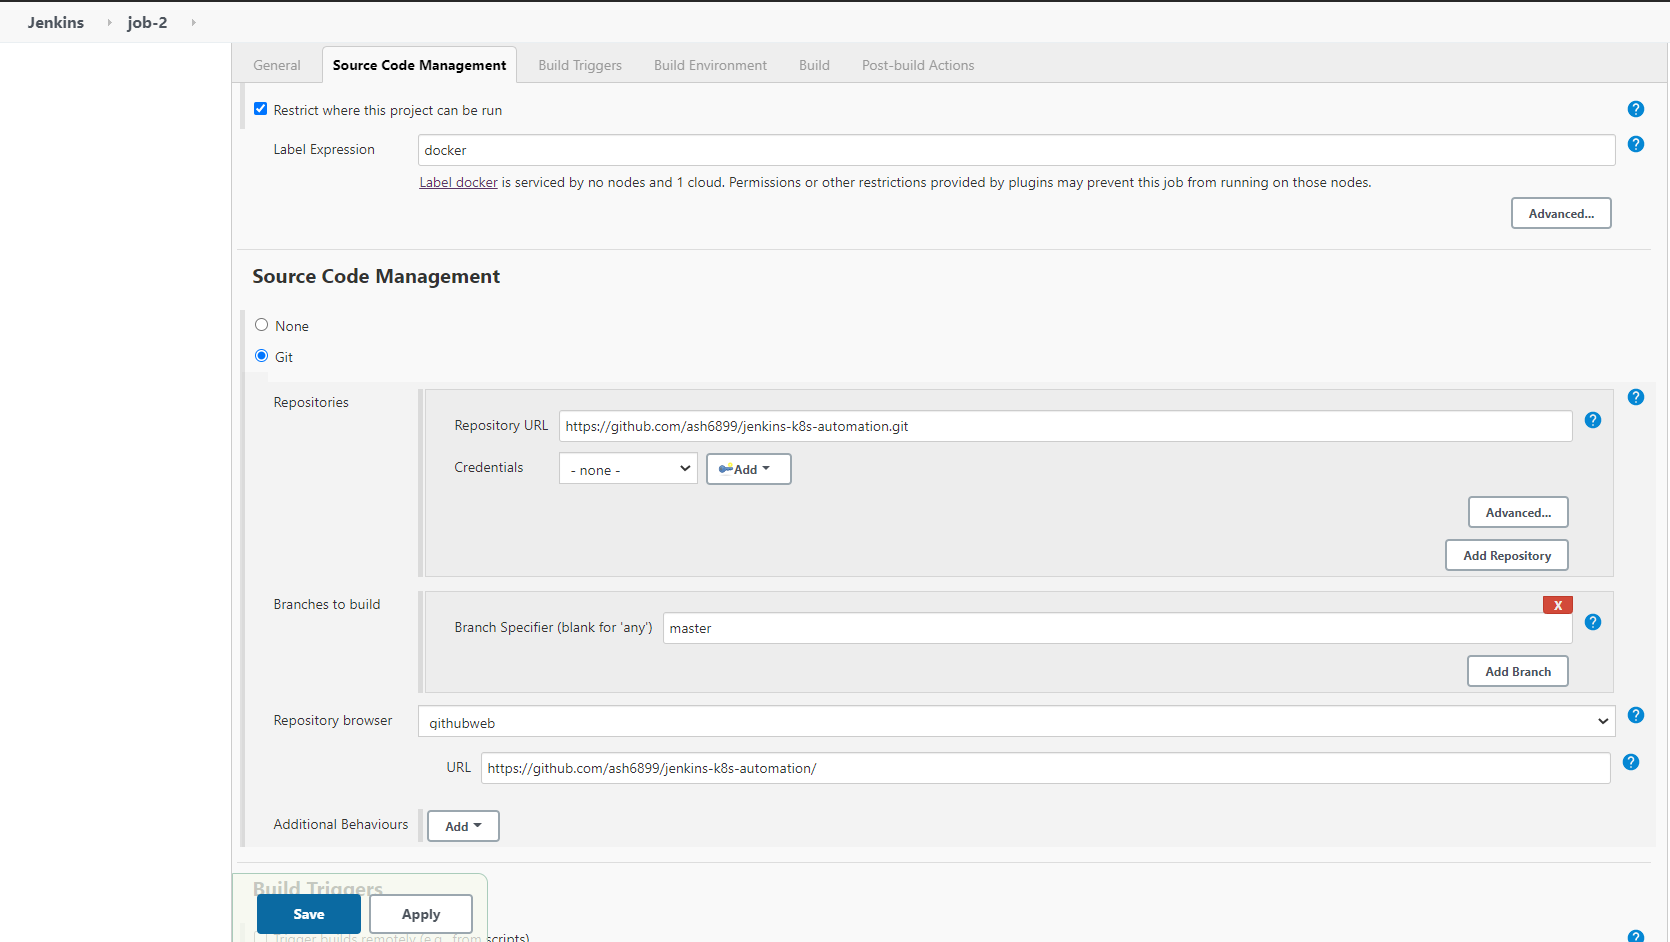 Jenkins job-2
General Source Code Management Build Triggers Build Environment Build Post-build Actions
Restrict where this project can be run
Label Expression docker
Label docker is serviced by no nodes and 1 cloud. Permissions or other restrictions provided by plugins may prevent this job from running on those nodes.
Advanced...
Source Code Management
None
Git
Repositories
Repository URL https://github.com/ash6899/jenkins-k8s-automation.git
Credentials - none - Add
Advanced...
Add Repository
Branches to build
X
Branch Specifier (blank for 'any') master
Add Branch
Repository browser githubweb
URL https://github.com/ash6899/jenkins-k8s-automation/
Additional Behaviours Add
Build Triggers
Save Apply
Trigger builds remotely (e.g., from scripts)